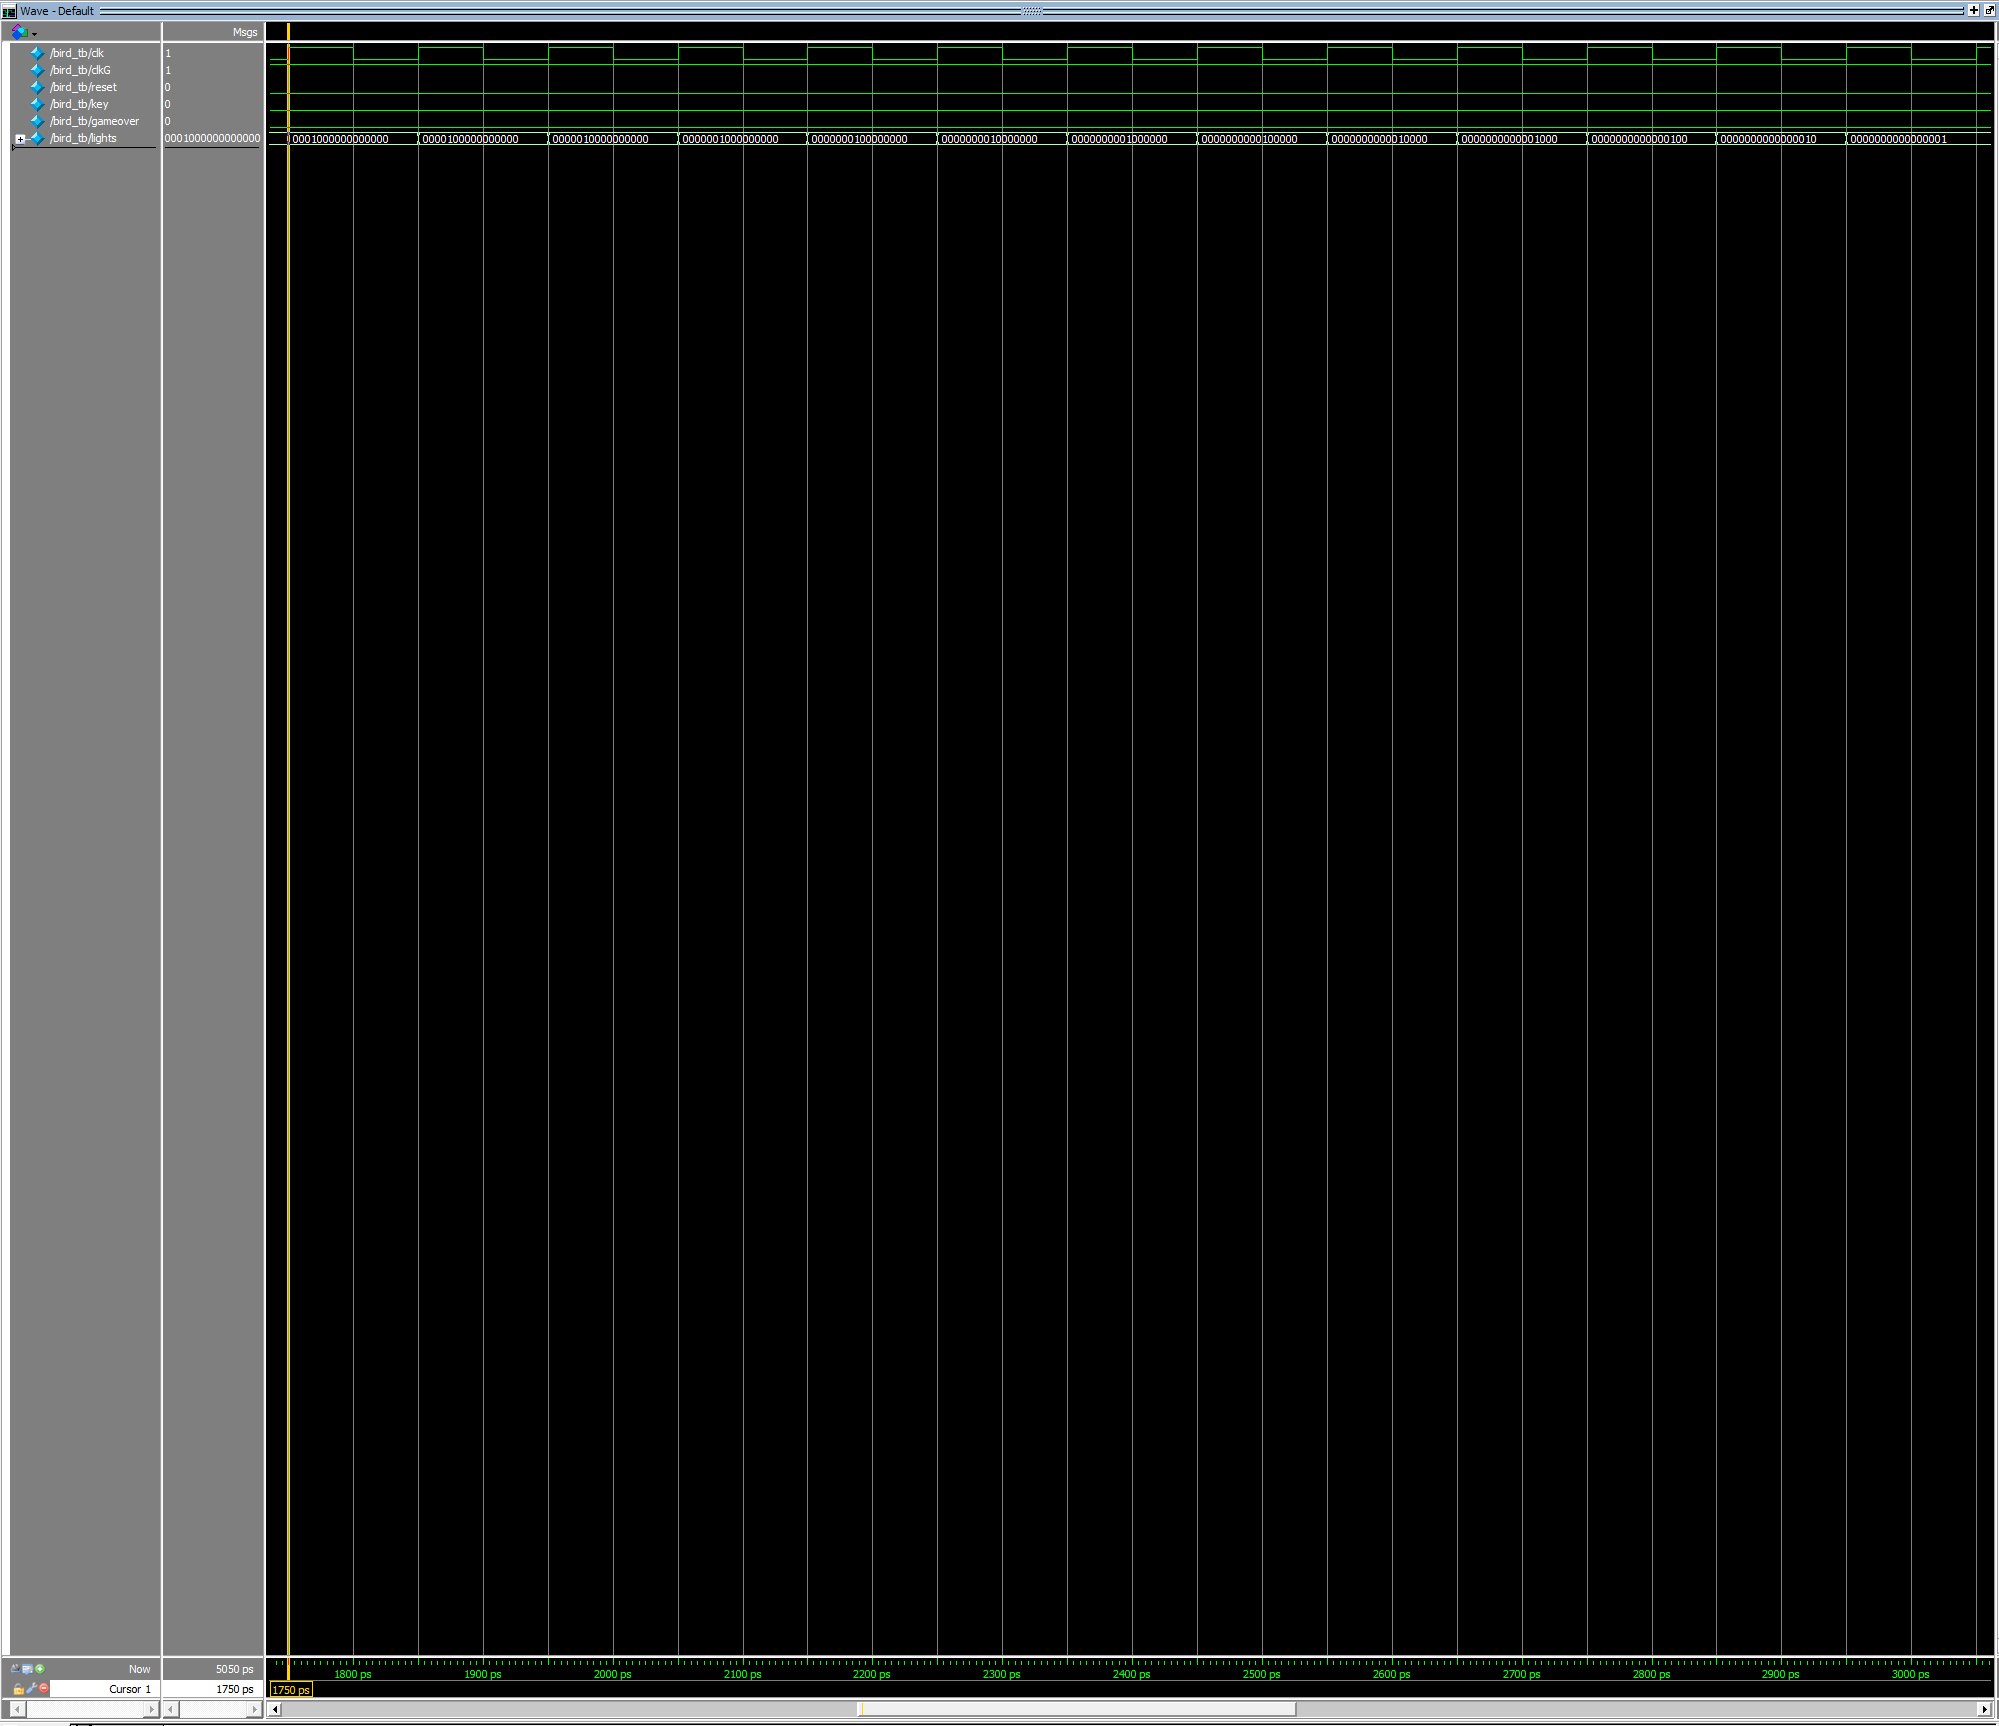 Wave - Default
Msgs
/bird_tb/clk 1
/bird_tb/clkG 1
/bird_tb/reset 0
/bird_tb/key 0
/bird_tb/gameover 0
/bird_tb/lights 0001000000000000 0001000000000000 0000100000000000 0000010000000000 0000001000000000 0000000100000000 0000000010000000 0000000001000000 0000000000100000 0000000000010000 0000000000001000 0000000000000100 0000000000000010 0000000000000001
Now 5050 ps 1800 ps 1900 ps 2000 ps 2100 ps 2200 ps 2300 ps 2400 ps 2500 ps 2600 ps 2700 ps 2800 ps 2900 ps 3000 ps
Cursor 1 1750 ps 1750 ps